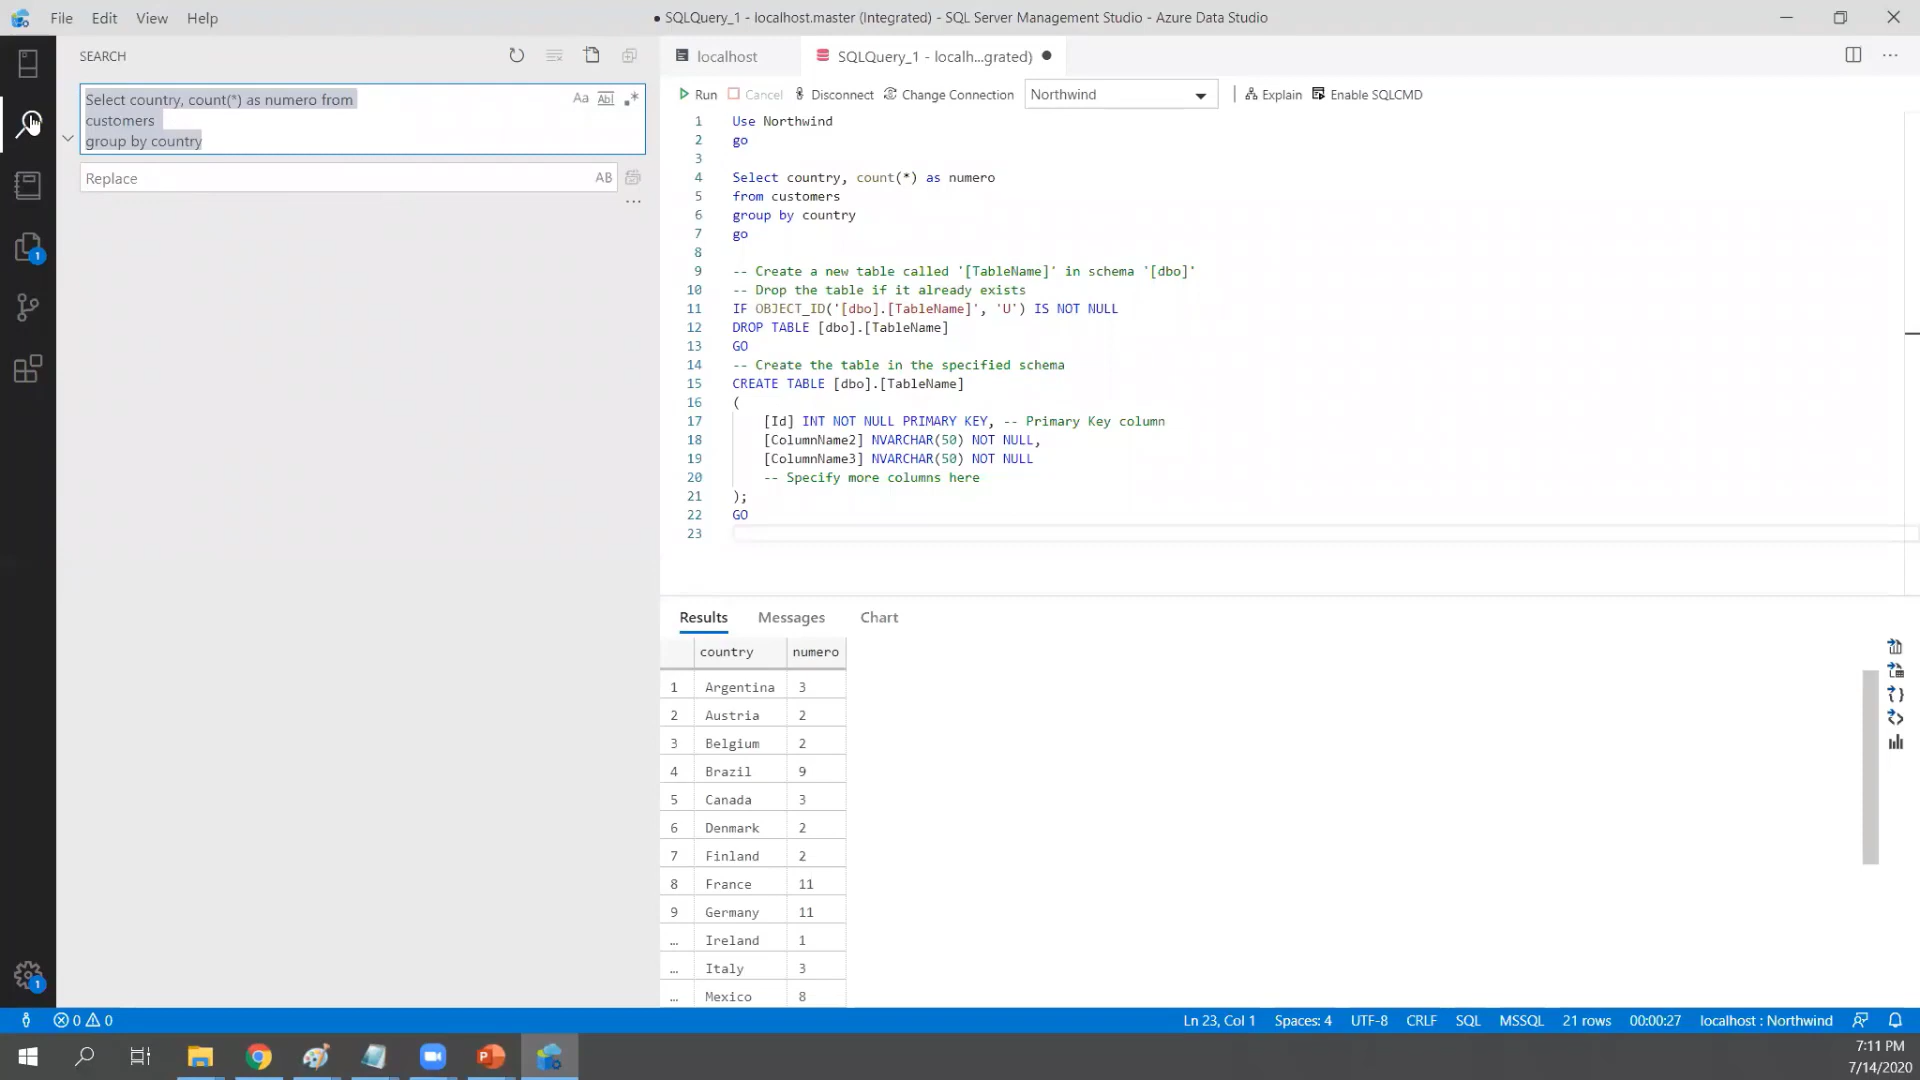 File Edit View Help
● SQLQuery_1 - localhost.master (Integrated) - SQL Server Management Studio - Azure Data Studio
SEARCH
Select country, count(*) as numero from
customers
group by country
Aa Abl .*
Replace
AB
...
1
1
localhost
SQLQuery_1 - localh...grated) ●
Run Cancel Disconnect Change Connection Northwind Explain Enable SQLCMD
1 Use Northwind
2 go
3
4 Select country, count(*) as numero
5 from customers
6 group by country
7 go
8
9 -- Create a new table called '[TableName]' in schema '[dbo]'
10 -- Drop the table if it already exists
11 IF OBJECT_ID('[dbo].[TableName]', 'U') IS NOT NULL
12 DROP TABLE [dbo].[TableName]
13 GO
14 -- Create the table in the specified schema
15 CREATE TABLE [dbo].[TableName]
16 (
17 [Id] INT NOT NULL PRIMARY KEY, -- Primary Key column
18 [ColumnName2] NVARCHAR(50) NOT NULL,
19 [ColumnName3] NVARCHAR(50) NOT NULL
20 -- Specify more columns here
21 );
22 GO
23
Results Messages Chart
country numero
1 Argentina 3
2 Austria 2
3 Belgium 2
4 Brazil 9
5 Canada 3
6 Denmark 2
7 Finland 2
8 France 11
9 Germany 11
... Ireland 1
... Italy 3
... Mexico 8
0 0 Ln 23, Col 1 Spaces: 4 UTF-8 CRLF SQL MSSQL 21 rows 00:00:27 localhost : Northwind
7:11 PM
7/14/2020